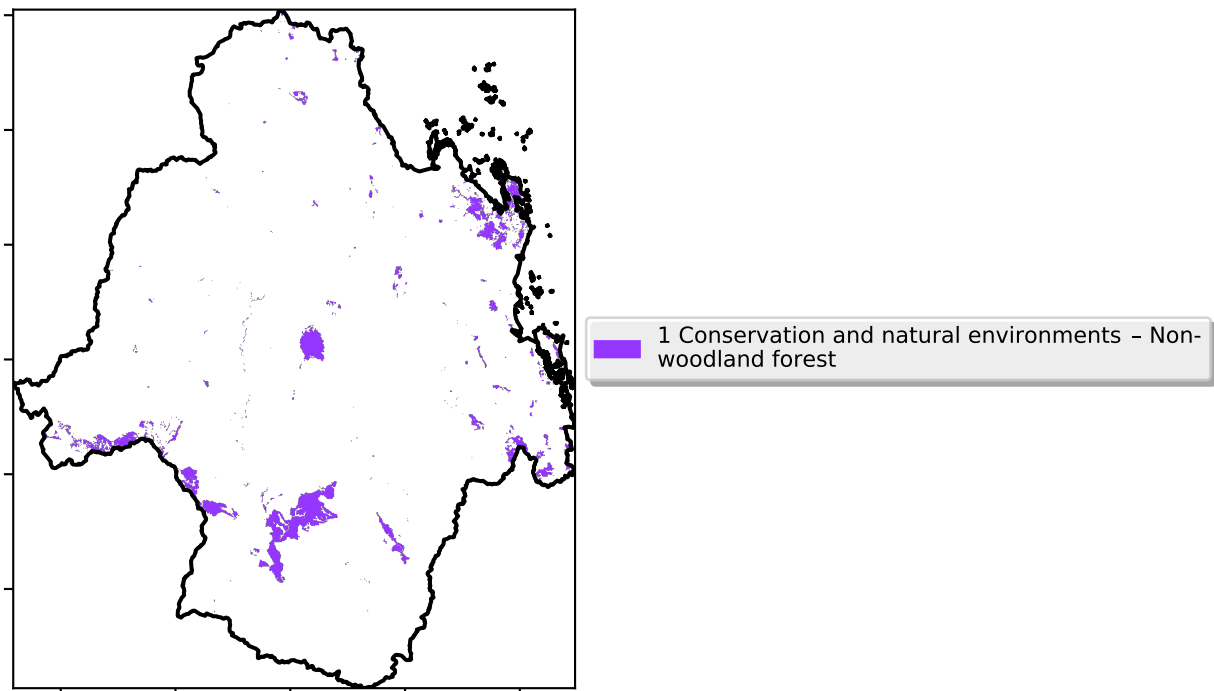 1 Conservation and natural environments – Non-
woodland forest